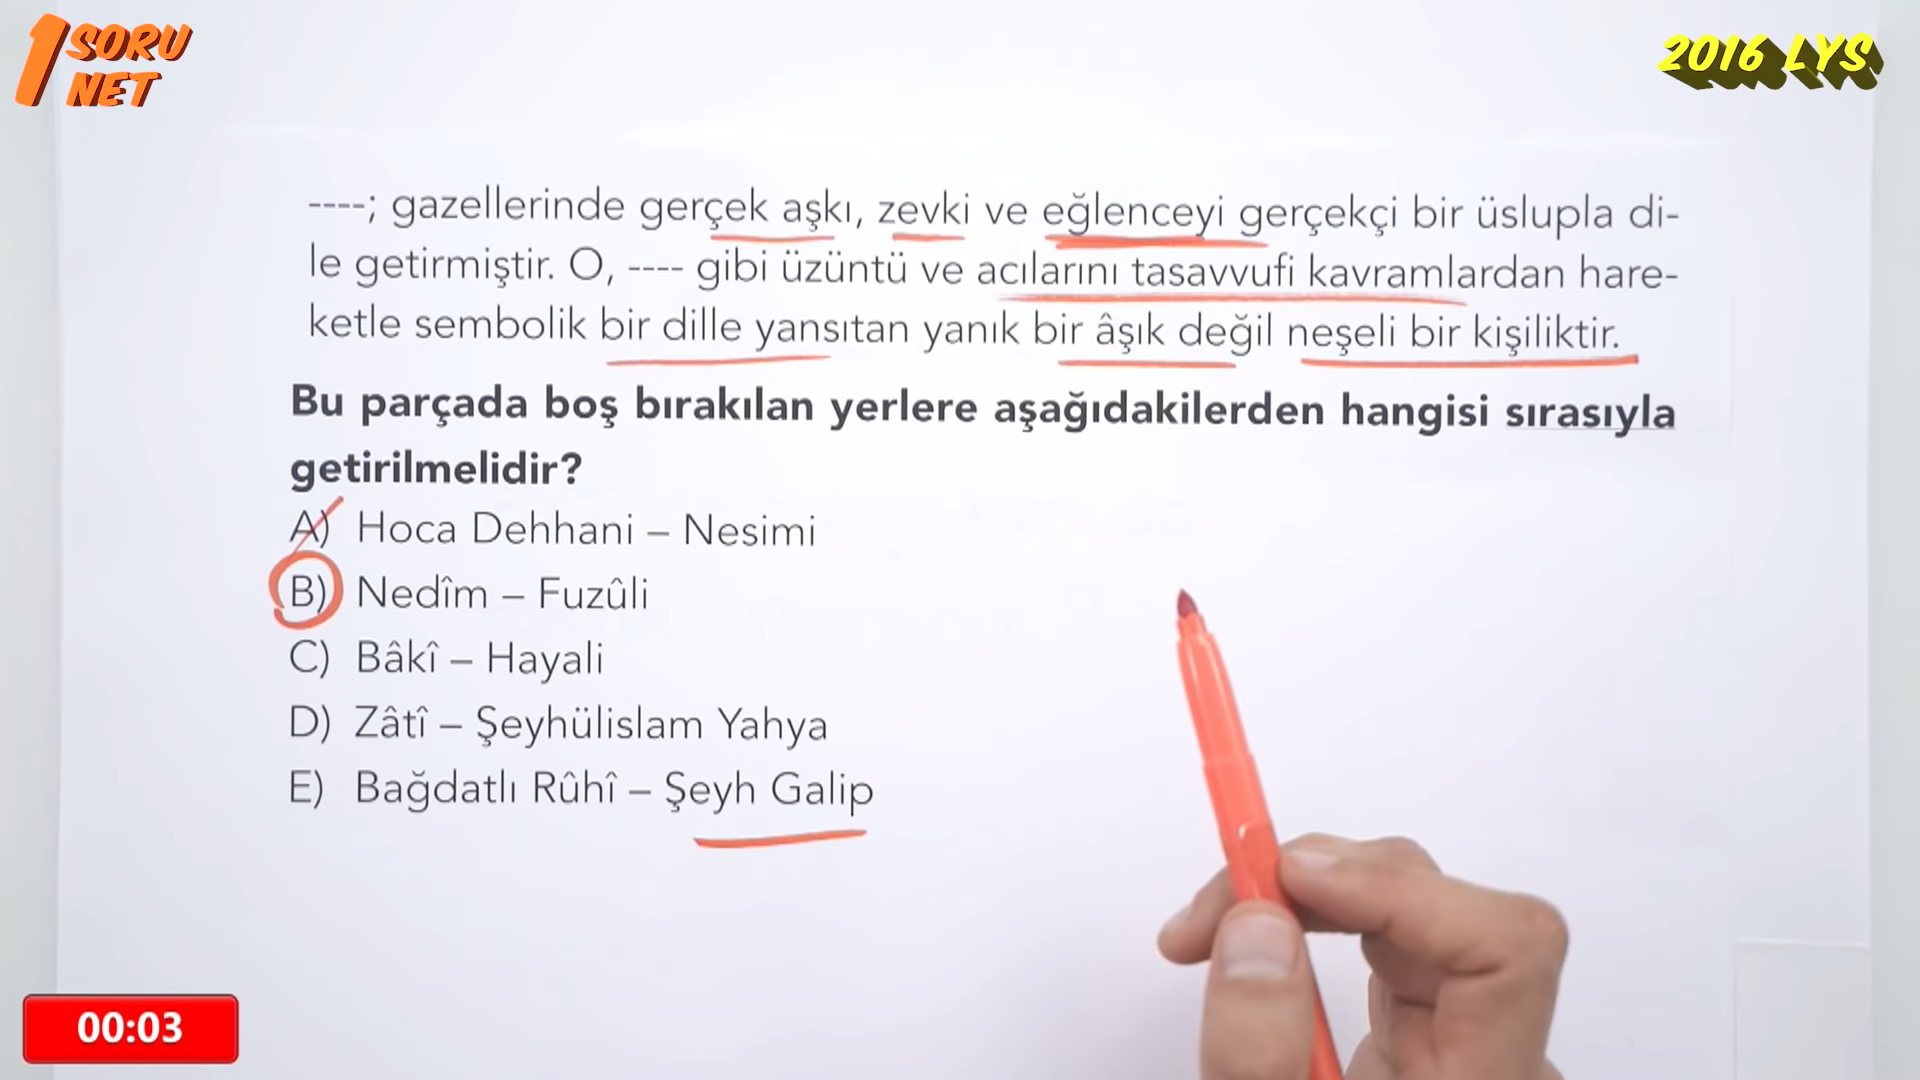 1 SORU
NET
2016 LYS
----; gazellerinde gerçek aşkı, zevki ve eğlenceyi gerçekçi bir üslupla di-
le getirmiştir. O, ---- gibi üzüntü ve acılarını tasavvufi kavramlardan hare-
ketle sembolik bir dille yansıtan yanık bir âşık değil neşeli bir kişiliktir.
Bu parçada boş bırakılan yerlere aşağıdakilerden hangisi sırasıyla
getirilmelidir?
A) Hoca Dehhani – Nesimi
B) Nedîm – Fuzûli
C) Bâkî – Hayali
D) Zâtî – Şeyhülislam Yahya
E) Bağdatlı Rûhî – Şeyh Galip
00:03